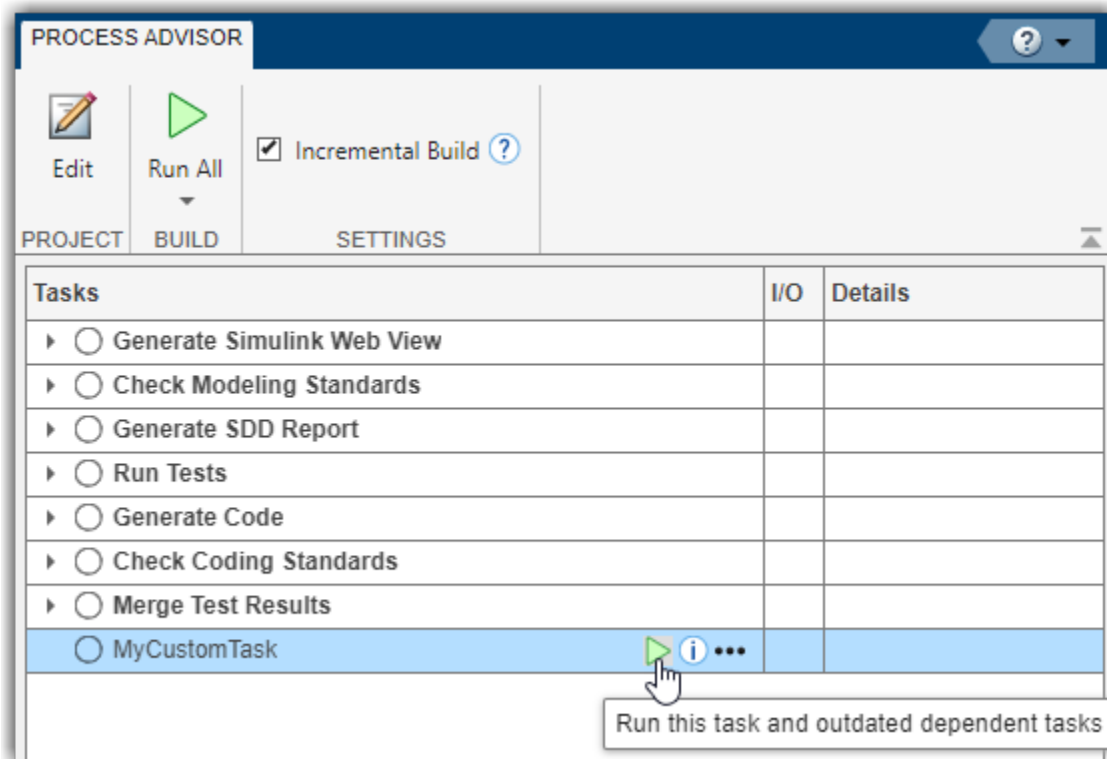 PROCESS ADVISOR
Edit
Run All
Incremental Build
PROJECT
BUILD
SETTINGS
Tasks I/O Details
Generate Simulink Web View
Check Modeling Standards
Generate SDD Report
Run Tests
Generate Code
Check Coding Standards
Merge Test Results
MyCustomTask
Run this task and outdated dependent tasks